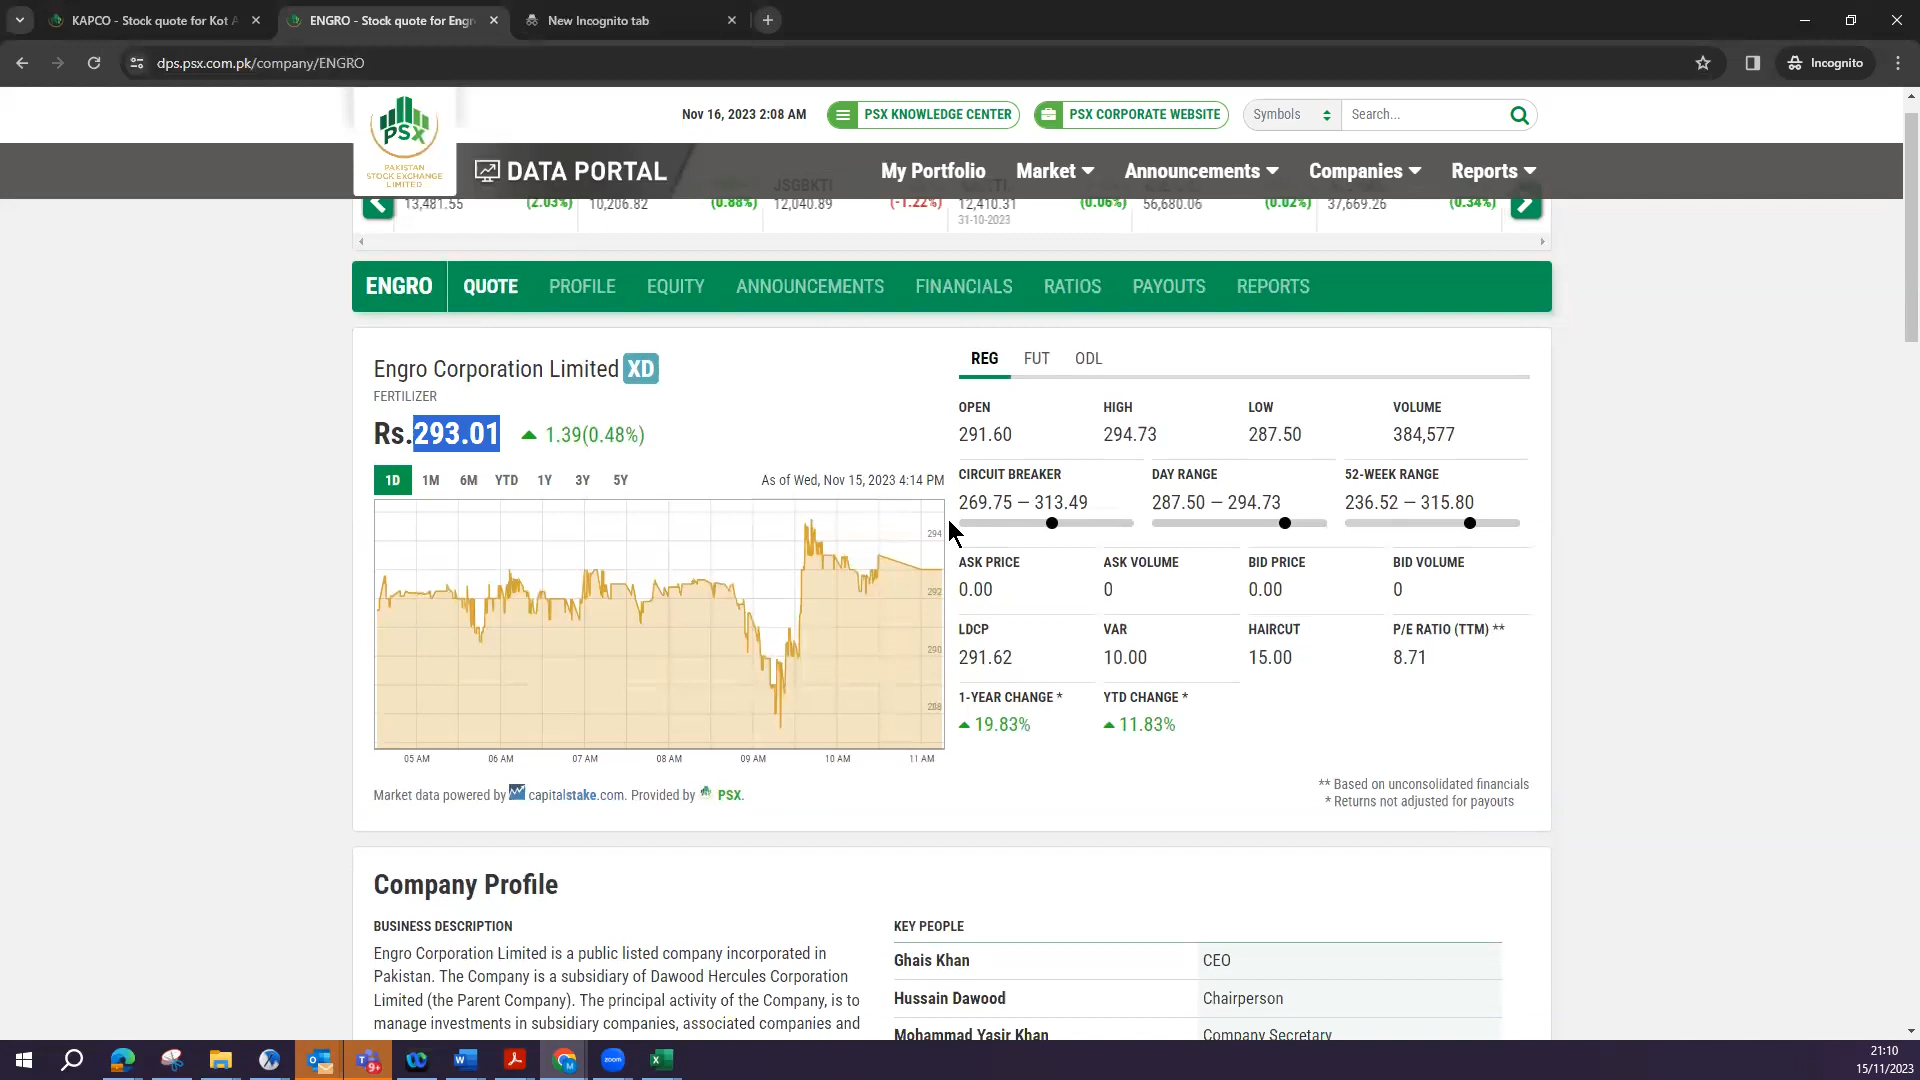 KAPCO - Stock quote for Kot A
ENGRO - Stock quote for Engr
New Incognito tab
dps.psx.com.pk/company/ENGRO
Incognito
PSX
PAKISTAN
STOCK EXCHANGE
LIMITED
Nov 16, 2023 2:08 AM
PSX KNOWLEDGE CENTER
PSX CORPORATE WEBSITE
Symbols
Search...
DATA PORTAL
My Portfolio
Market
Announcements
Companies
Reports
JSGBKTI
13,481.55 (2.03%)
10,206.82 (0.88%)
12,040.89 (-1.22%)
12,410.31 (0.06%)
31-10-2023
56,680.06 (0.02%)
37,669.26 (0.34%)
ENGRO QUOTE PROFILE EQUITY ANNOUNCEMENTS FINANCIALS RATIOS PAYOUTS REPORTS
Engro Corporation Limited XD
FERTILIZER
Rs.293.01 1.39(0.48%)
1D 1M 6M YTD 1Y 3Y 5Y
As of Wed, Nov 15, 2023 4:14 PM
294
292
290
288
05 AM 06 AM 07 AM 08 AM 09 AM 10 AM 11 AM
Market data powered by capitalstake.com. Provided by PSX.
REG FUT ODL
OPEN HIGH LOW VOLUME
291.60 294.73 287.50 384,577
CIRCUIT BREAKER DAY RANGE 52-WEEK RANGE
269.75 — 313.49 287.50 — 294.73 236.52 — 315.80
ASK PRICE ASK VOLUME BID PRICE BID VOLUME
0.00 0 0.00 0
LDCP VAR HAIRCUT P/E RATIO (TTM) **
291.62 10.00 15.00 8.71
1-YEAR CHANGE * YTD CHANGE *
19.83% 11.83%
** Based on unconsolidated financials
* Returns not adjusted for payouts
Company Profile
BUSINESS DESCRIPTION
Engro Corporation Limited is a public listed company incorporated in
Pakistan. The Company is a subsidiary of Dawood Hercules Corporation
Limited (the Parent Company). The principal activity of the Company, is to
manage investments in subsidiary companies, associated companies and
KEY PEOPLE
Ghais Khan CEO
Hussain Dawood Chairperson
Mohammad Yasir Khan Company Secretary
9+
zoom
21:10
15/11/2023